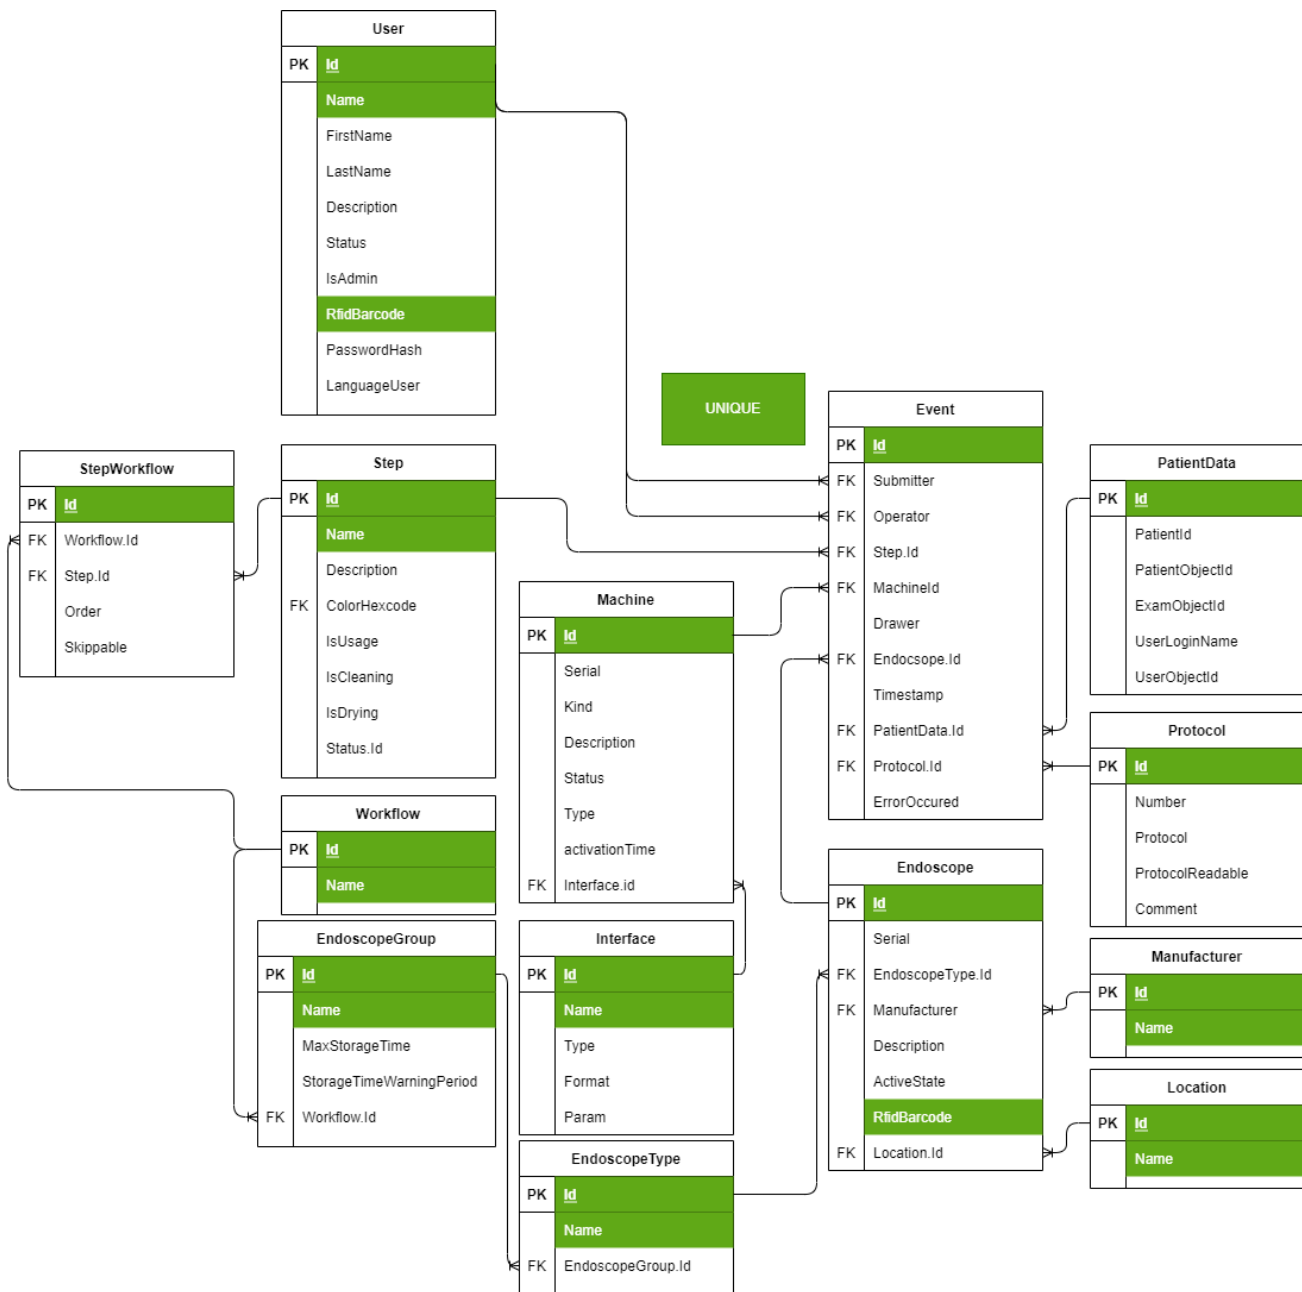 User
PK Id
Name
FirstName
LastName
Description
Status
IsAdmin
RfidBarcode
PasswordHash
LanguageUser
UNIQUE
StepWorkflow
PK Id
FK Workflow.Id
FK Step.Id
Order
Skippable
Step
PK Id
Name
Description
FK ColorHexcode
IsUsage
IsCleaning
IsDrying
Status.Id
Workflow
PK Id
Name
EndoscopeGroup
PK Id
Name
MaxStorageTime
StorageTimeWarningPeriod
FK Workflow.Id
Machine
PK Id
Serial
Kind
Description
Status
Type
activationTime
FK Interface.id
Interface
PK Id
Name
Type
Format
Param
EndoscopeType
PK Id
Name
FK EndoscopeGroup.Id
Event
PK Id
FK Submitter
FK Operator
FK Step.Id
FK MachineId
Drawer
FK Endocsope.Id
Timestamp
FK PatientData.Id
FK Protocol.Id
ErrorOccured
Endoscope
PK Id
Serial
FK EndoscopeType.Id
FK Manufacturer
Description
ActiveState
RfidBarcode
FK Location.Id
PatientData
PK Id
PatientId
PatientObjectId
ExamObjectId
UserLoginName
UserObjectId
Protocol
PK Id
Number
Protocol
ProtocolReadable
Comment
Manufacturer
PK Id
Name
Location
PK Id
Name